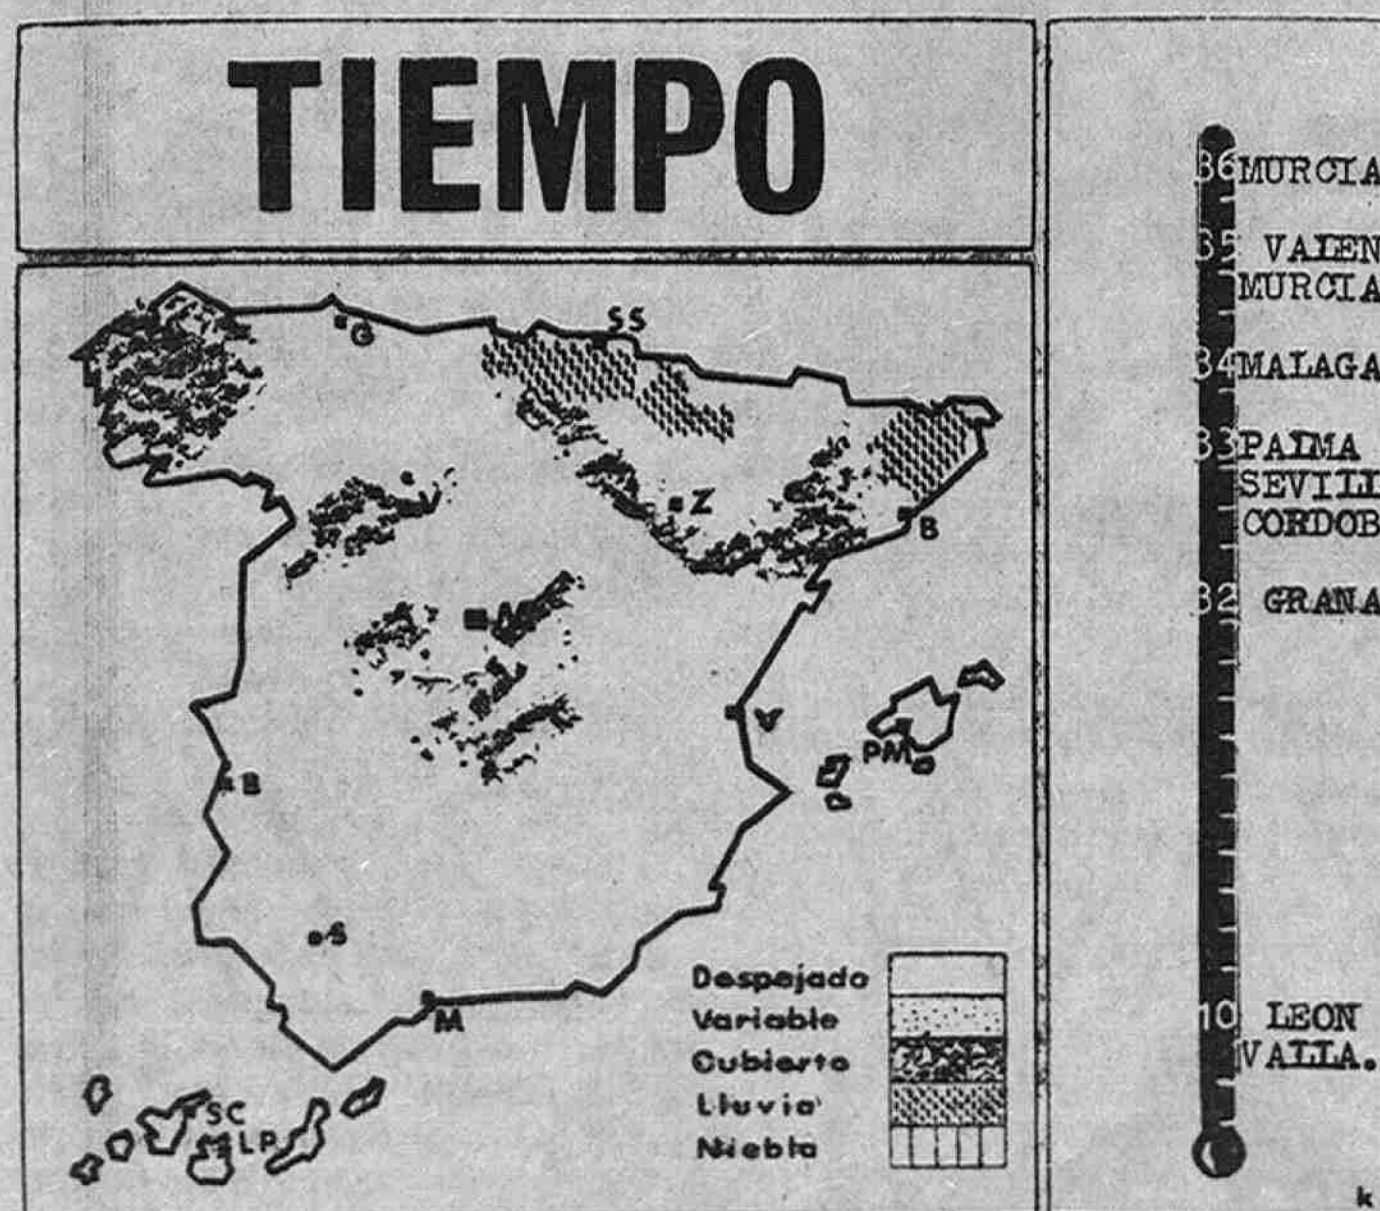 TIEMPO
SS
G
Z
B
V
PM
B
S
M
SC
LP
Despejado
Variable
Cubierto
Lluvia
Niebla
36 MURCIA
35 VALEN
MURCIA
34 MALAGA
33 PALMA
SEVILL
CORDOB
32 GRANA
10 LEON
VALLA.
k